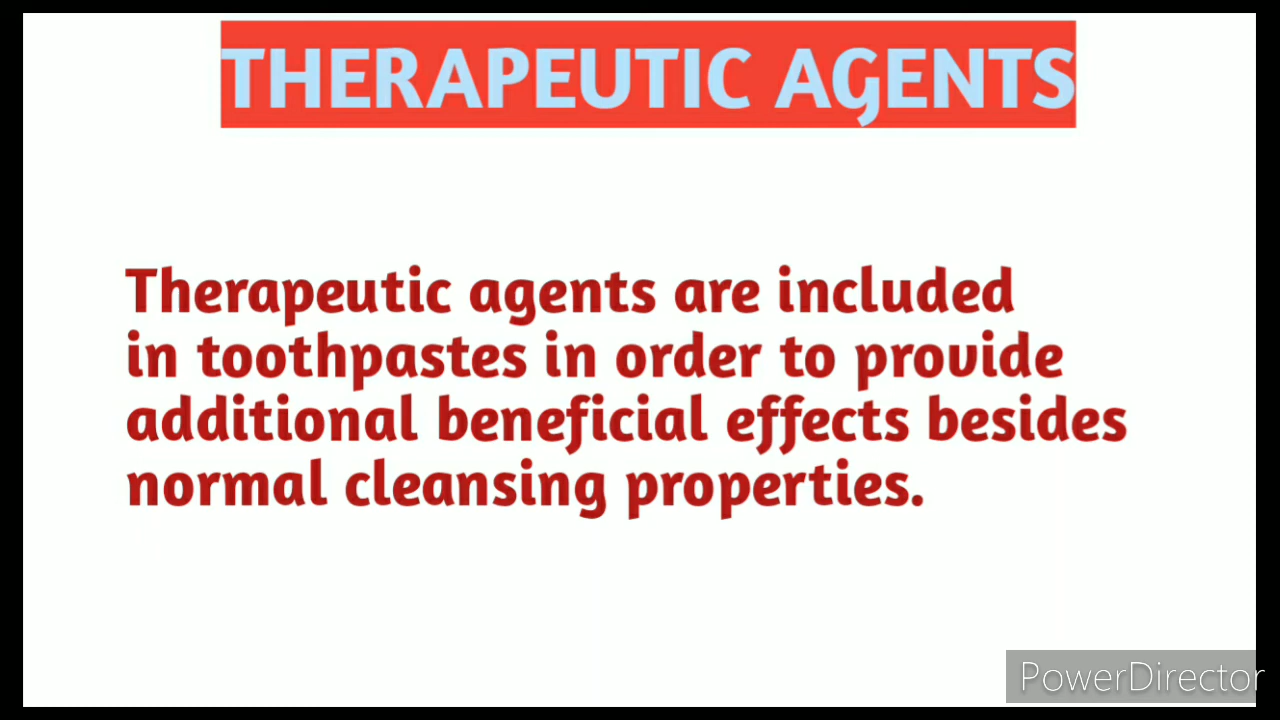 THERAPEUTIC AGENTS
Therapeutic agents are included
in toothpastes in order to provide
additional beneficial effects besides
normal cleansing properties.
PowerDirector